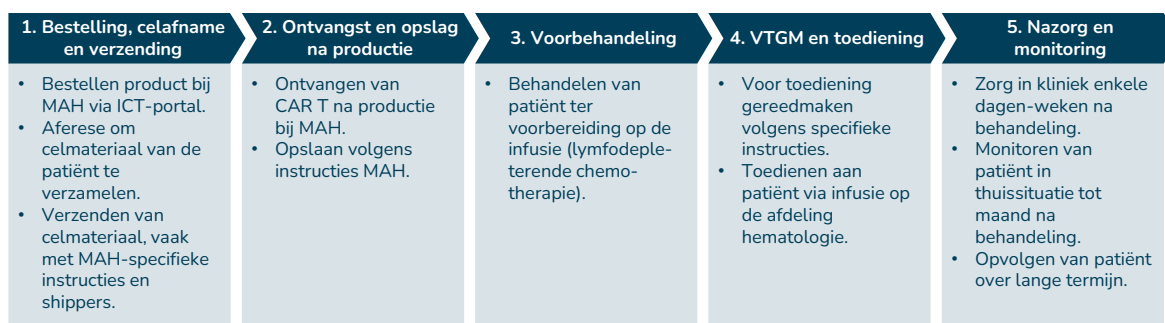 1. Bestelling, celafname
en verzending
• Bestellen product bij
MAH via ICT-portal.
• Aferese om
celmateriaal van de
patiënt te
verzamelen.
• Verzenden van
celmateriaal, vaak
met MAH-specifieke
instructies en
shippers.
2. Ontvangst en opslag
na productie
• Ontvangen van
CAR T na productie
bij MAH.
• Opslaan volgens
instructies MAH.
3. Voorbehandeling
• Behandelen van
patiënt ter
voorbereiding op de
infusie (lymfodeple-
terende chemo-
therapie).
4. VTGM en toediening
• Voor toediening
gereedmaken
volgens specifieke
instructies.
• Toedienen aan
patiënt via infusie op
de afdeling
hematologie.
5. Nazorg en
monitoring
• Zorg in kliniek enkele
dagen-weken na
behandeling.
• Monitoren van
patiënt in
thuissituatie tot
maand na
behandeling.
• Opvolgen van patiënt
over lange termijn.